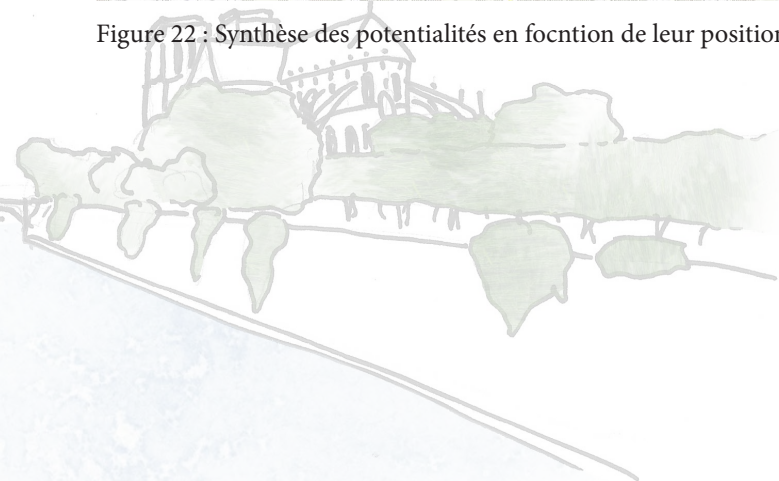 Figure 22 : Synthèse des potentialités en focntion de leur position